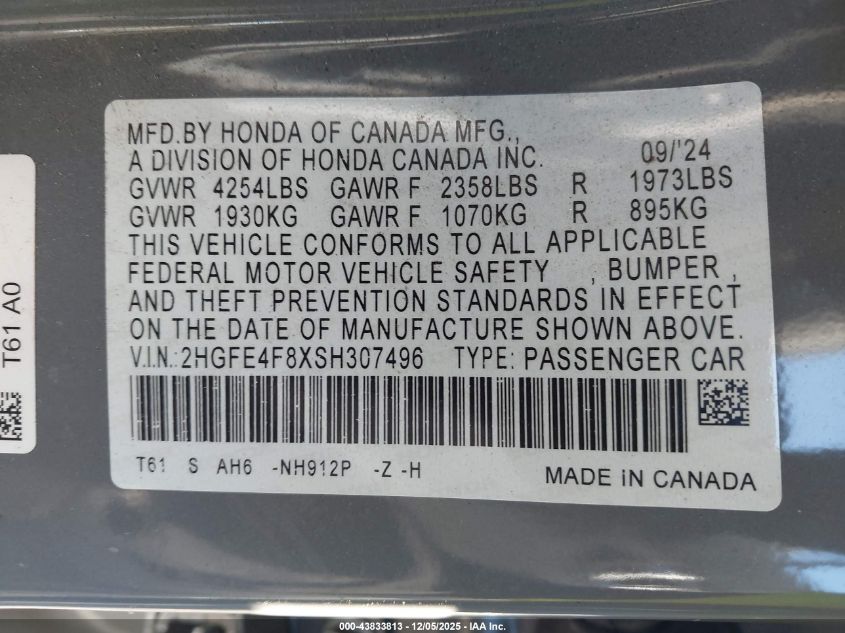 MFD.BY HONDA OF CANADA MFG.,
A DIVISION OF HONDA CANADA INC. 09/'24
GVWR 4254LBS GAWR F 2358LBS R 1973LBS
GVWR 1930KG GAWR F 1070KG R 895KG
THIS VEHICLE CONFORMS TO ALL APPLICABLE
FEDERAL MOTOR VEHICLE SAFETY , BUMPER ,
AND THEFT PREVENTION STANDARDS IN EFFECT
ON THE DATE OF MANUFACTURE SHOWN ABOVE.
V.I.N.: 2HGFE4F8XSH307496 TYPE: PASSENGER CAR
T61 S AH6 -NH912P -Z -H
MADE IN CANADA
T61 A0
000-43833813 - 12/05/2025 - IAA Inc.